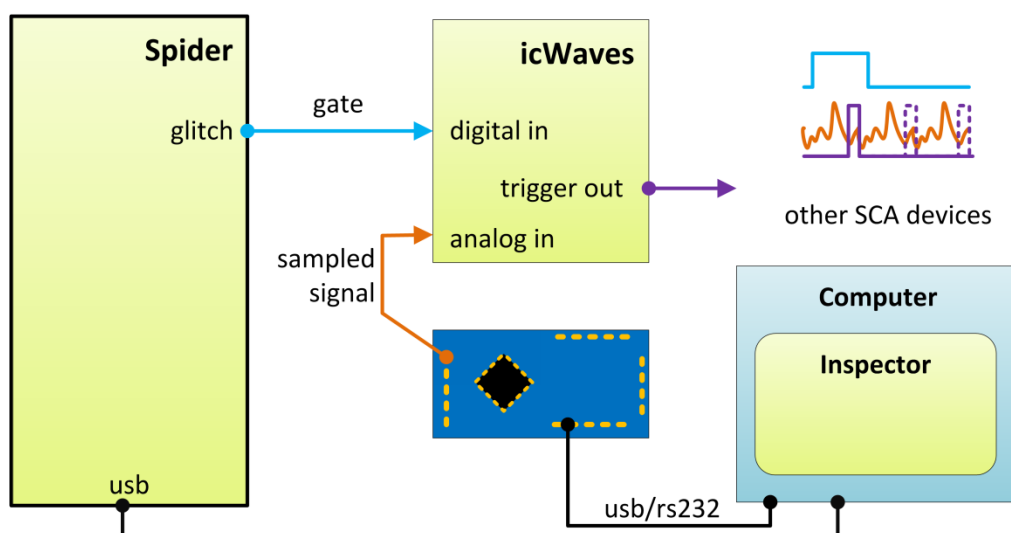 Spider
icWaves
gate
glitch
digital in
trigger out
other SCA devices
analog in
sampled
signal
Computer
Inspector
usb
usb/rs232